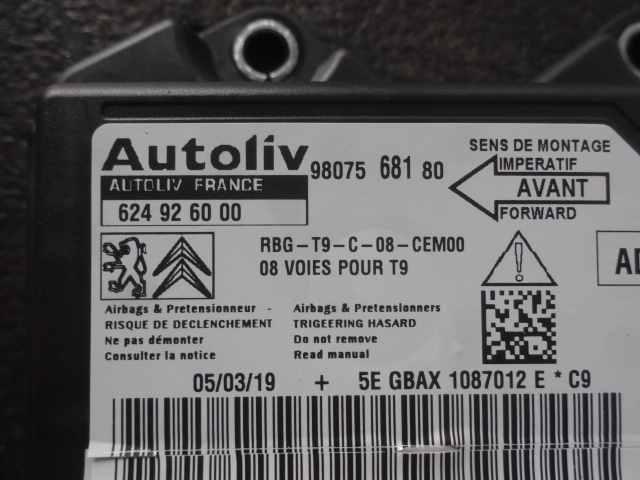 Autoliv 98075 681 80
AUTOLIV FRANCE
624 92 60 00
SENS DE MONTAGE
IMPERATIF
AVANT
FORWARD
RBG-T9-C-08-CEM00
08 VOIES POUR T9
AD
Airbags & Pretensionneur -
RISQUE DE DECLENCHEMENT
Ne pas démonter
Consulter la notice
Airbags & Pretensionners
TRIGEERING HASARD
Do not remove
Read manual
05/03/19 + 5E GBAX 1087012 E * C9